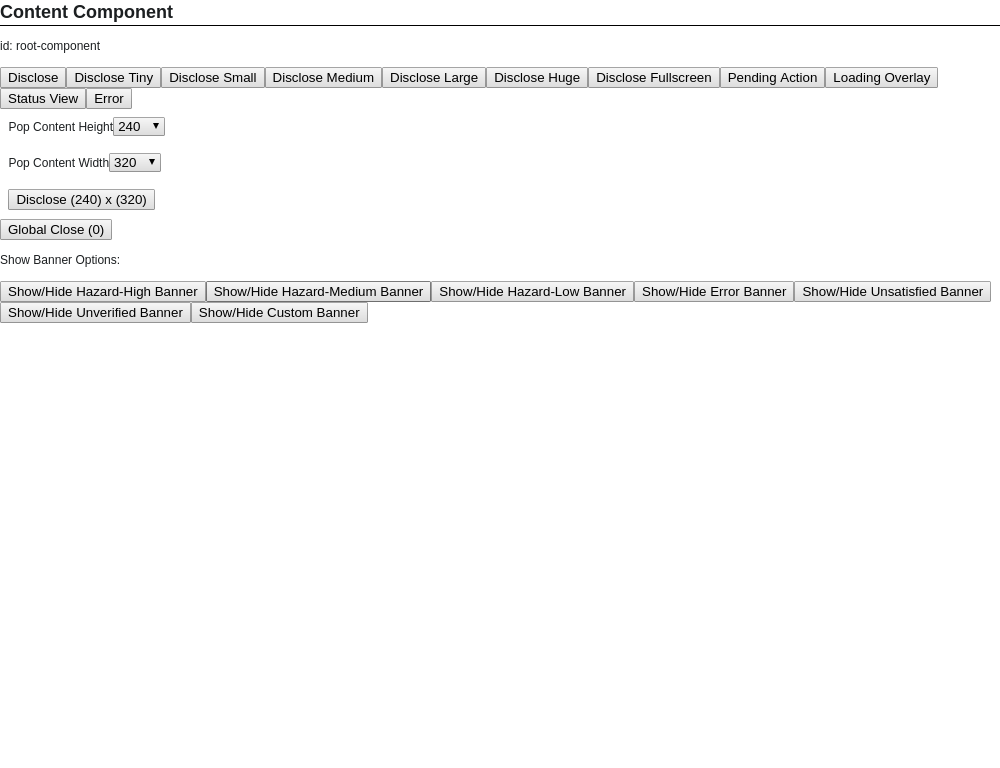 Content Component
id: root-component
Disclose Disclose Tiny Disclose Small Disclose Medium Disclose Large Disclose Huge Disclose Fullscreen Pending Action Loading Overlay
Status View Error
Pop Content Height 240
Pop Content Width 320
Disclose (240) x (320)
Global Close (0)
Show Banner Options:
Show/Hide Hazard-High Banner Show/Hide Hazard-Medium Banner Show/Hide Hazard-Low Banner Show/Hide Error Banner Show/Hide Unsatisfied Banner
Show/Hide Unverified Banner Show/Hide Custom Banner